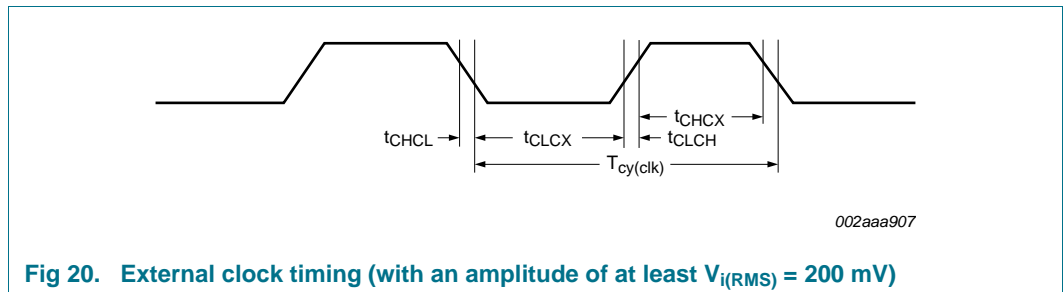 tCHCX
tCHCL tCLCX tCLCH
Tcy(clk)
002aaa907
Fig 20. External clock timing (with an amplitude of at least Vi(RMS) = 200 mV)